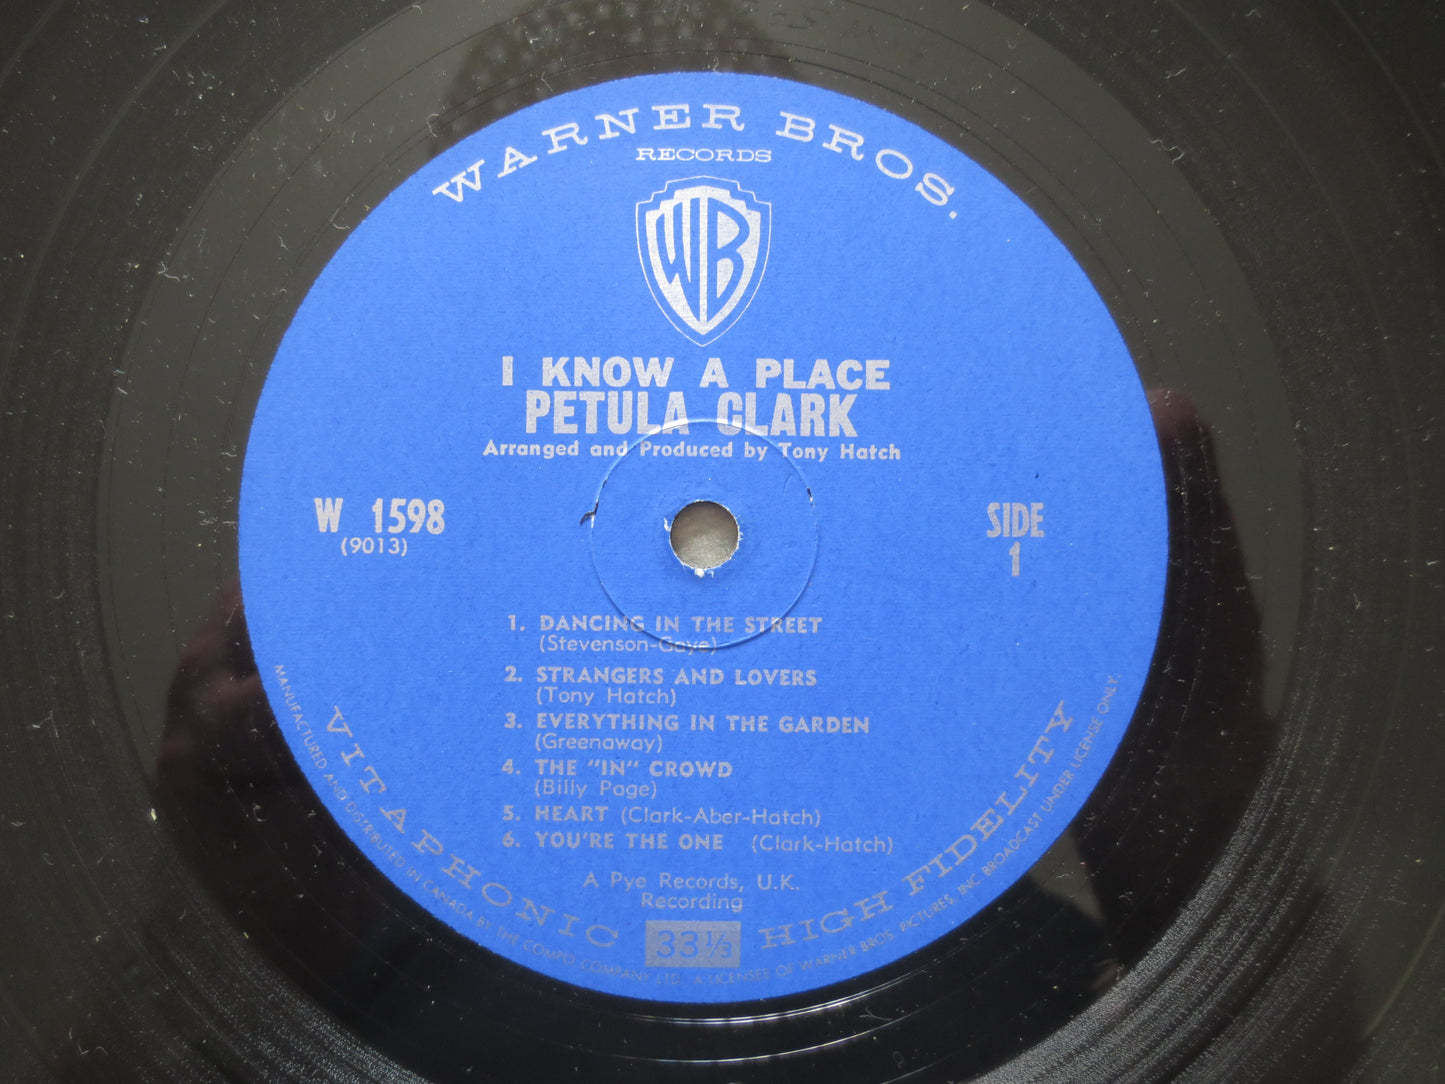 WARNER BROS.
RECORDS
WB
I KNOW A PLACE
PETULA CLARK
Arranged and Produced by Tony Hatch
W 1598
(9013)
SIDE
1
1. DANCING IN THE STREET
(Stevenson-Gaye)
2. STRANGERS AND LOVERS
(Tony Hatch)
3. EVERYTHING IN THE GARDEN
(Greenaway)
4. THE "IN" CROWD
(Billy Page)
5. HEART (Clark-Aber-Hatch)
6. YOU'RE THE ONE (Clark-Hatch)
A Pye Records, U.K.
Recording
33 1/3
VITAPHONIC HIGH FIDELITY
MANUFACTURED AND DISTRIBUTED IN CANADA BY THE COMPO COMPANY LTD. A LICENSEE OF WARNER BROS. PICTURES, INC. BROADCAST UNDER LICENSE ONLY.